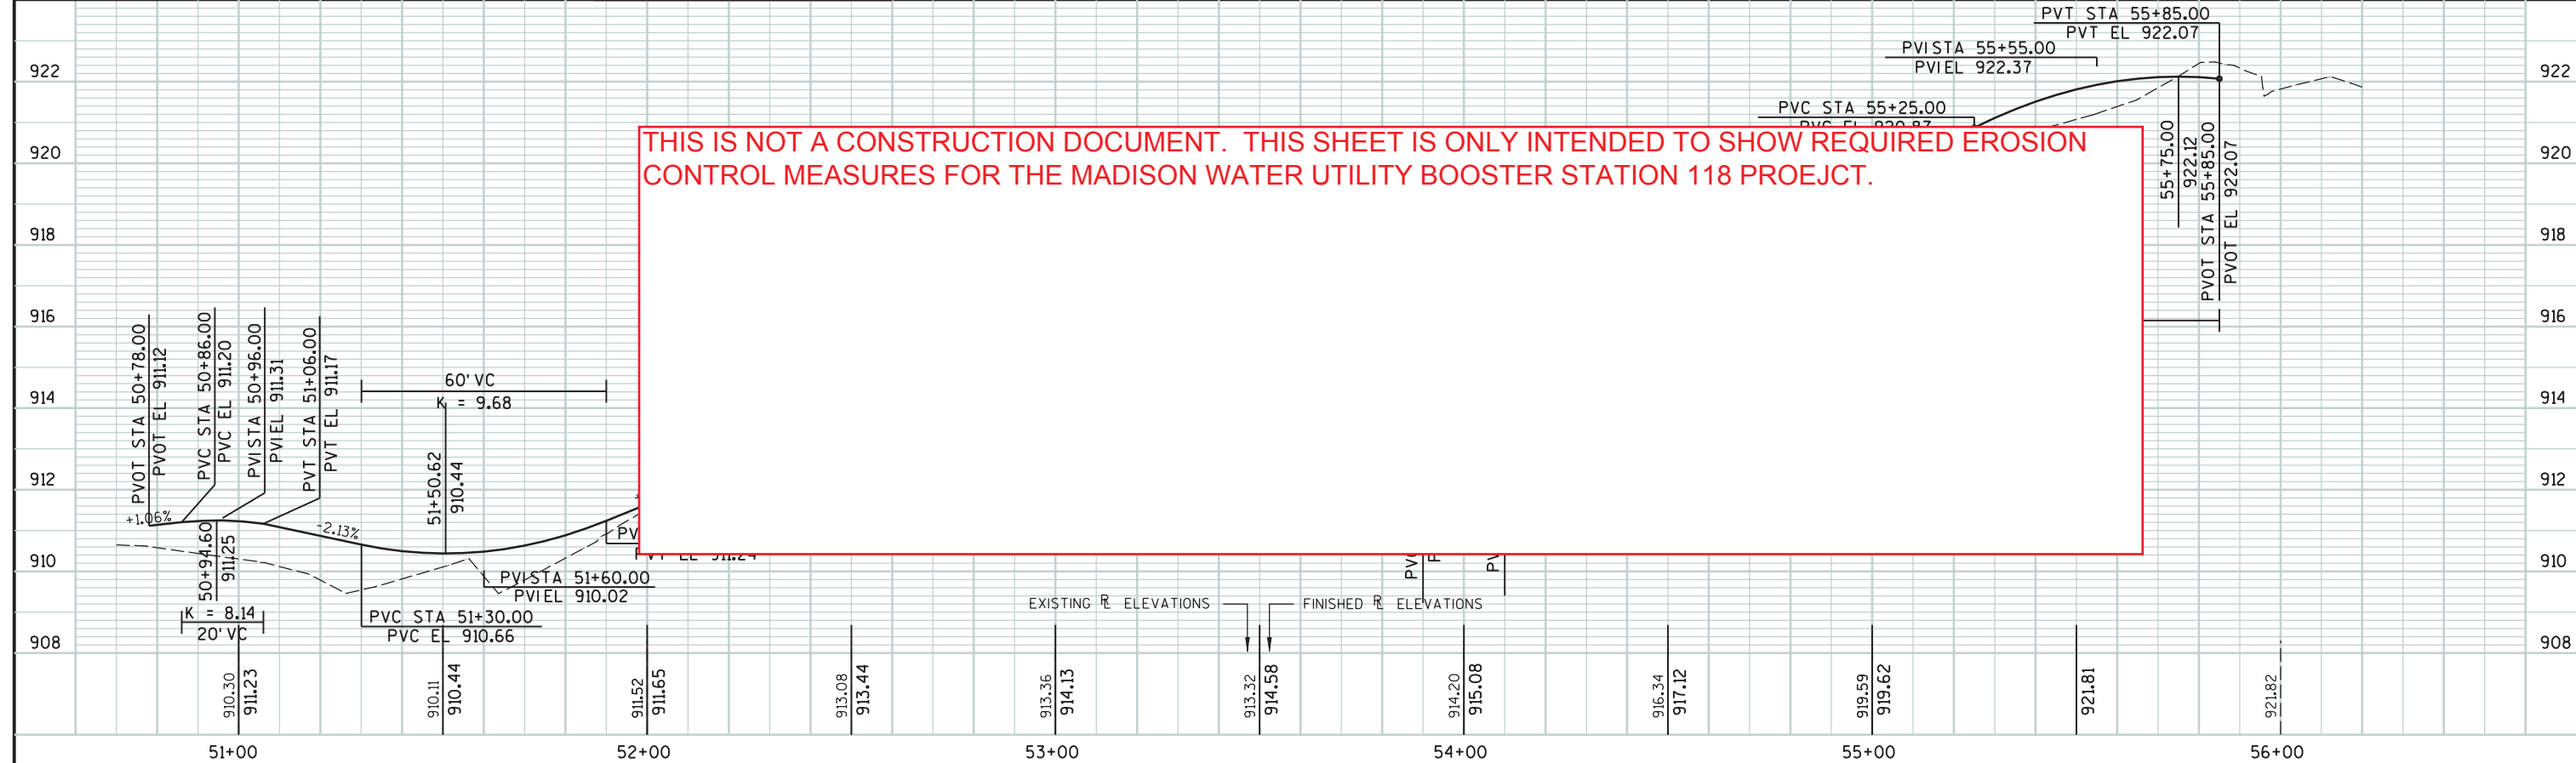 PVT STA 55+85.00
PVT EL 922.07
PVI STA 55+55.00
PVI EL 922.37
PVC STA 55+25.00
922
922
920
920
918
918
916
916
914
914
912
912
910
910
908
908
THIS IS NOT A CONSTRUCTION DOCUMENT. THIS SHEET IS ONLY INTENDED TO SHOW REQUIRED EROSION
CONTROL MEASURES FOR THE MADISON WATER UTILITY BOOSTER STATION 118 PROEJCT.
55+75.00
922.12
PVOT STA 55+85.00
PVOT EL 922.07
PVOT STA 50+78.00
PVOT EL 911.12
PVC STA 50+86.00
PVC EL 911.20
PVI STA 50+96.00
PVI EL 911.31
PVT STA 51+06.00
PVT EL 911.17
60' VC
K = 9.68
51+50.62
910.44
+1.06%
-2.13%
50+94.60
911.25
K = 8.14
20' VC
PVI STA 51+60.00
PVI EL 910.02
PVC STA 51+30.00
PVC EL 910.66
EXISTING ℞ ELEVATIONS
FINISHED ℞ ELEVATIONS
910.30
911.23
910.11
910.44
911.52
911.65
913.08
913.44
913.36
914.13
913.32
914.58
914.20
915.08
916.34
917.12
919.59
919.62
921.81
921.82
51+00
52+00
53+00
54+00
55+00
56+00